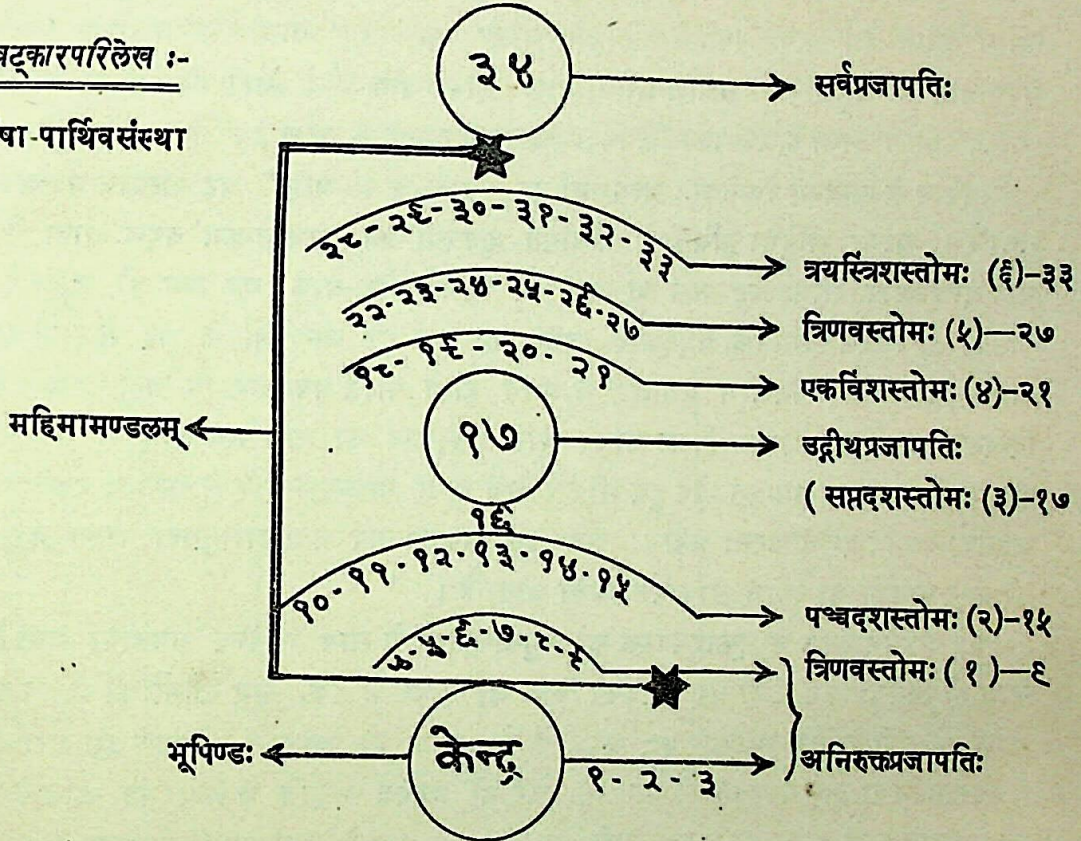 वट्कारपरिलेख :-
षा-पार्थिवसंस्था
३४
सर्वप्रजापतिः
२८ - २९ - ३० - ३१ - ३२ - ३३
त्रयस्त्रिशस्तोमः (६)-३३
२२ - २३ - २४ - २५ - २६ - २७
त्रिणवस्तोमः (५)—२७
१८ - १९ - २० - २१
एकविंशस्तोमः (४)-२१
महिमामण्डलम्
१७
उद्गीथप्रजापतिः
( सप्तदशस्तोमः (३)-१७
१६
१० - ११ - १२ - १३ - १४ - १५
पञ्चदशस्तोमः (२)-१५
४ - ५ - ६ - ७ - ८ - ९
त्रिणवस्तोमः ( १ )—९
भूपिण्डः
केन्द्र
१ - २ - ३
अनिरुक्तप्रजापतिः